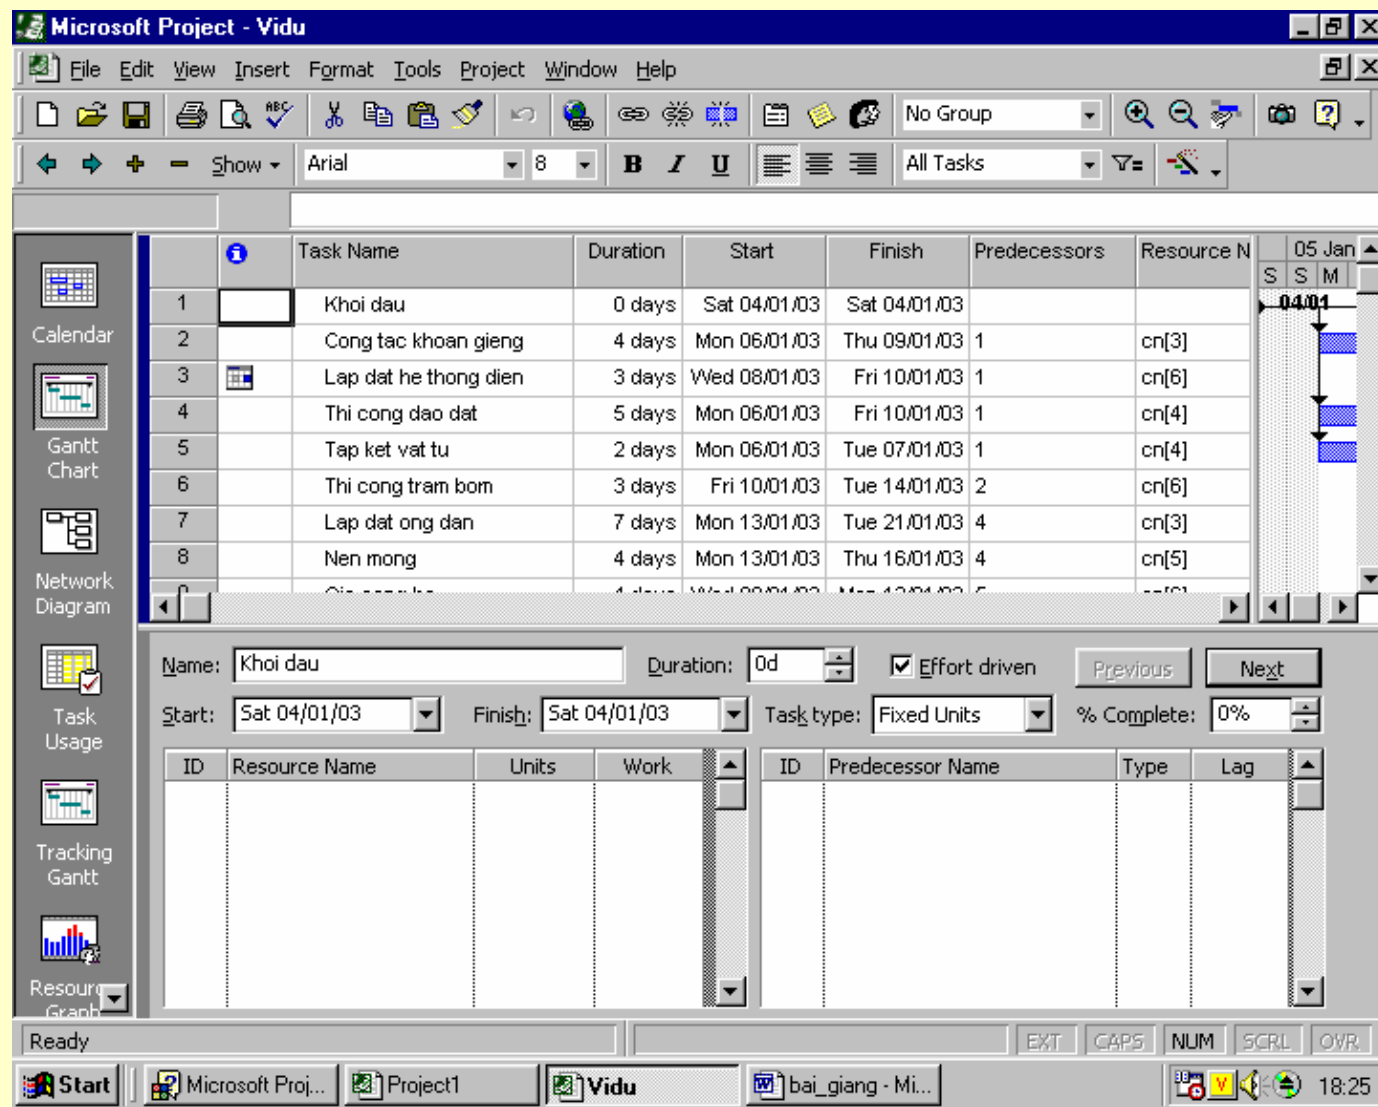 Microsoft Project - Vidu
File Edit View Insert Format Tools Project Window Help
ABC No Group
Show Arial 8 B I U All Tasks
Task Name Duration Start Finish Predecessors Resource N 05 Jan
S S M
1 Khoi dau 0 days Sat 04/01/03 Sat 04/01/03 04/01
2 Cong tac khoan gieng 4 days Mon 06/01/03 Thu 09/01/03 1 cn[3]
3 Lap dat he thong dien 3 days Wed 08/01/03 Fri 10/01/03 1 cn[6]
4 Thi cong dao dat 5 days Mon 06/01/03 Fri 10/01/03 1 cn[4]
5 Tap ket vat tu 2 days Mon 06/01/03 Tue 07/01/03 1 cn[4]
6 Thi cong tram bom 3 days Fri 10/01/03 Tue 14/01/03 2 cn[6]
7 Lap dat ong dan 7 days Mon 13/01/03 Tue 21/01/03 4 cn[3]
8 Nen mong 4 days Mon 13/01/03 Thu 16/01/03 4 cn[5]
Calendar
Gantt
Chart
Network
Diagram
Task
Usage
Tracking
Gantt
Resource
Graph
Name: Khoi dau Duration: 0d Effort driven Previous Next
Start: Sat 04/01/03 Finish: Sat 04/01/03 Task type: Fixed Units % Complete: 0%
ID Resource Name Units Work ID Predecessor Name Type Lag
Ready EXT CAPS NUM SCRL OVR
Start Microsoft Proj... Project1 Vidu bai_giang - Mi... V 18:25